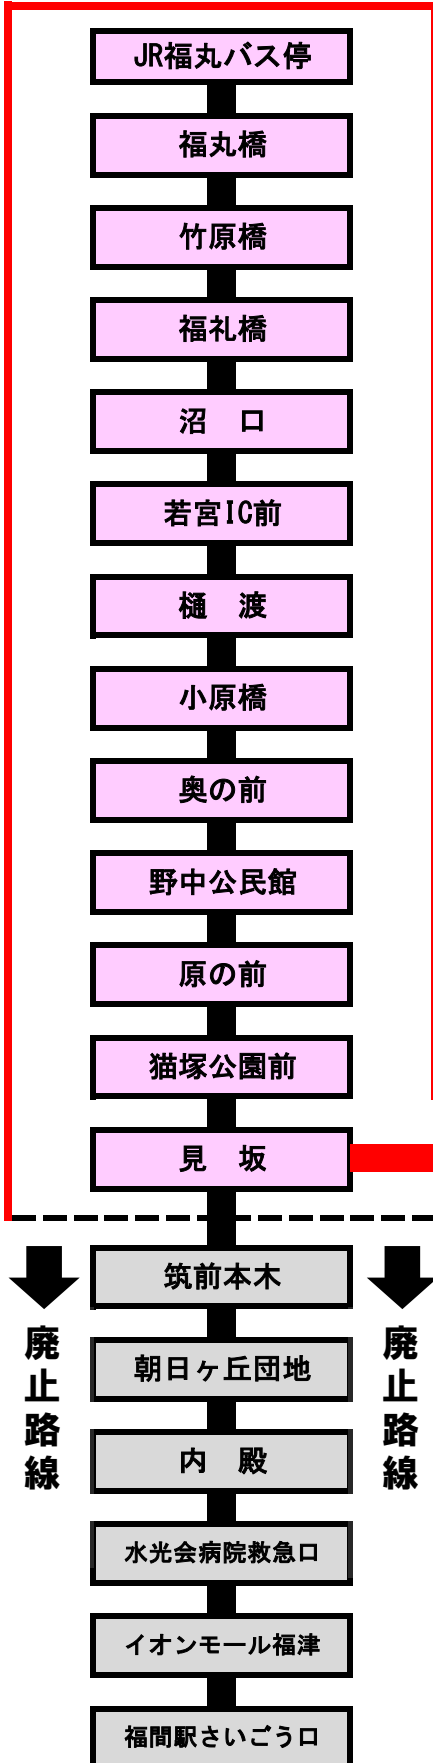 JR福丸バス停
福丸橋
竹原橋
福礼橋
沼　口
若宮IC前
樋　渡
小原橋
奥の前
野中公民館
原の前
猫塚公園前
見　坂
筑前本木
朝日ヶ丘団地
内　殿
水光会病院救急口
イオンモール福津
福間駅さいごう口
廃止路線
廃止路線